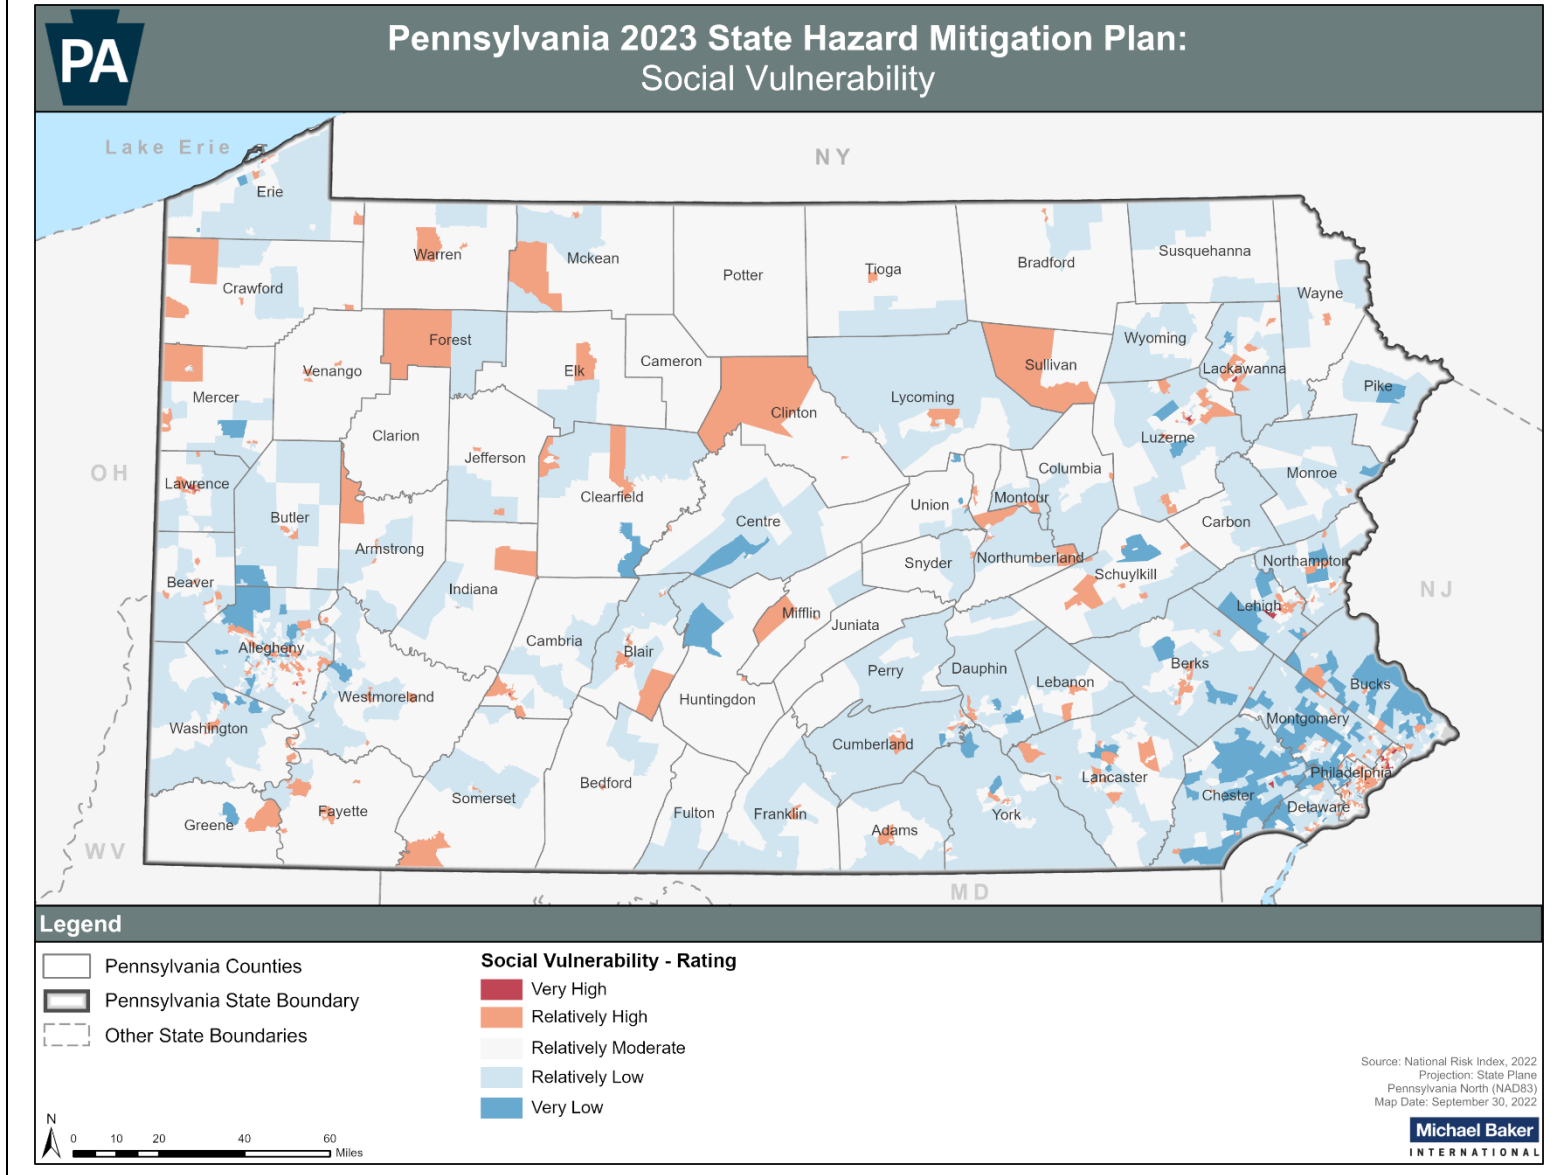 PA
Pennsylvania 2023 State Hazard Mitigation Plan:
Social Vulnerability
Lake Erie
NY
Erie
Warren
Mckean
Potter
Tioga
Bradford
Susquehanna
Wayne
Crawford
Forest
Elk
Cameron
Sullivan
Wyoming
Lackawanna
Pike
Venango
Mercer
Clinton
Lycoming
Clarion
Luzerne
OH
Lawrence
Jefferson
Clearfield
Columbia
Monroe
Butler
Centre
Union
Montour
Carbon
Armstrong
Snyder
Northumberland
Schuylkill
Northampton
Beaver
Indiana
Lehigh
NJ
Allegheny
Cambria
Blair
Mifflin
Juniata
Perry
Dauphin
Lebanon
Berks
Bucks
Westmoreland
Huntingdon
Washington
Cumberland
Montgomery
Lancaster
Philadelphia
Greene
Fayette
Somerset
Bedford
Fulton
Franklin
Adams
York
Chester
Delaware
WV
MD
Legend
Pennsylvania Counties
Pennsylvania State Boundary
Other State Boundaries
Social Vulnerability - Rating
Very High
Relatively High
Relatively Moderate
Relatively Low
Very Low
N
0 10 20 40 60
Miles
Source: National Risk Index, 2022
Projection: State Plane
Pennsylvania North (NAD83)
Map Date: September 30, 2022
Michael Baker
INTERNATIONAL